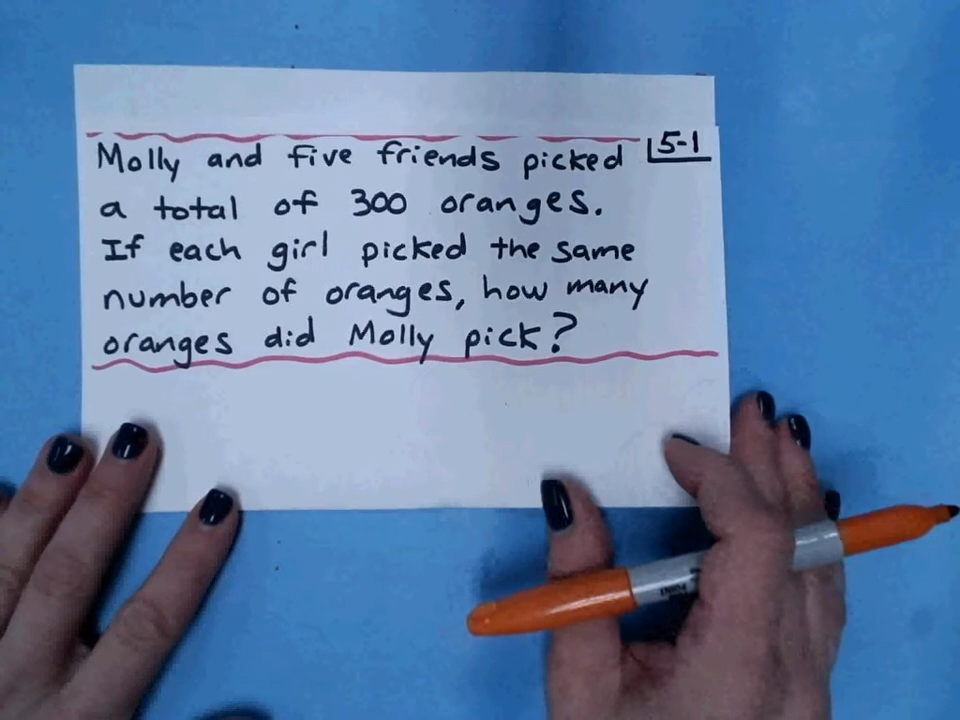 Molly and five friends picked
5-1
a total of 300 oranges.
If each girl picked the same
number of oranges, how many
oranges did Molly pick?